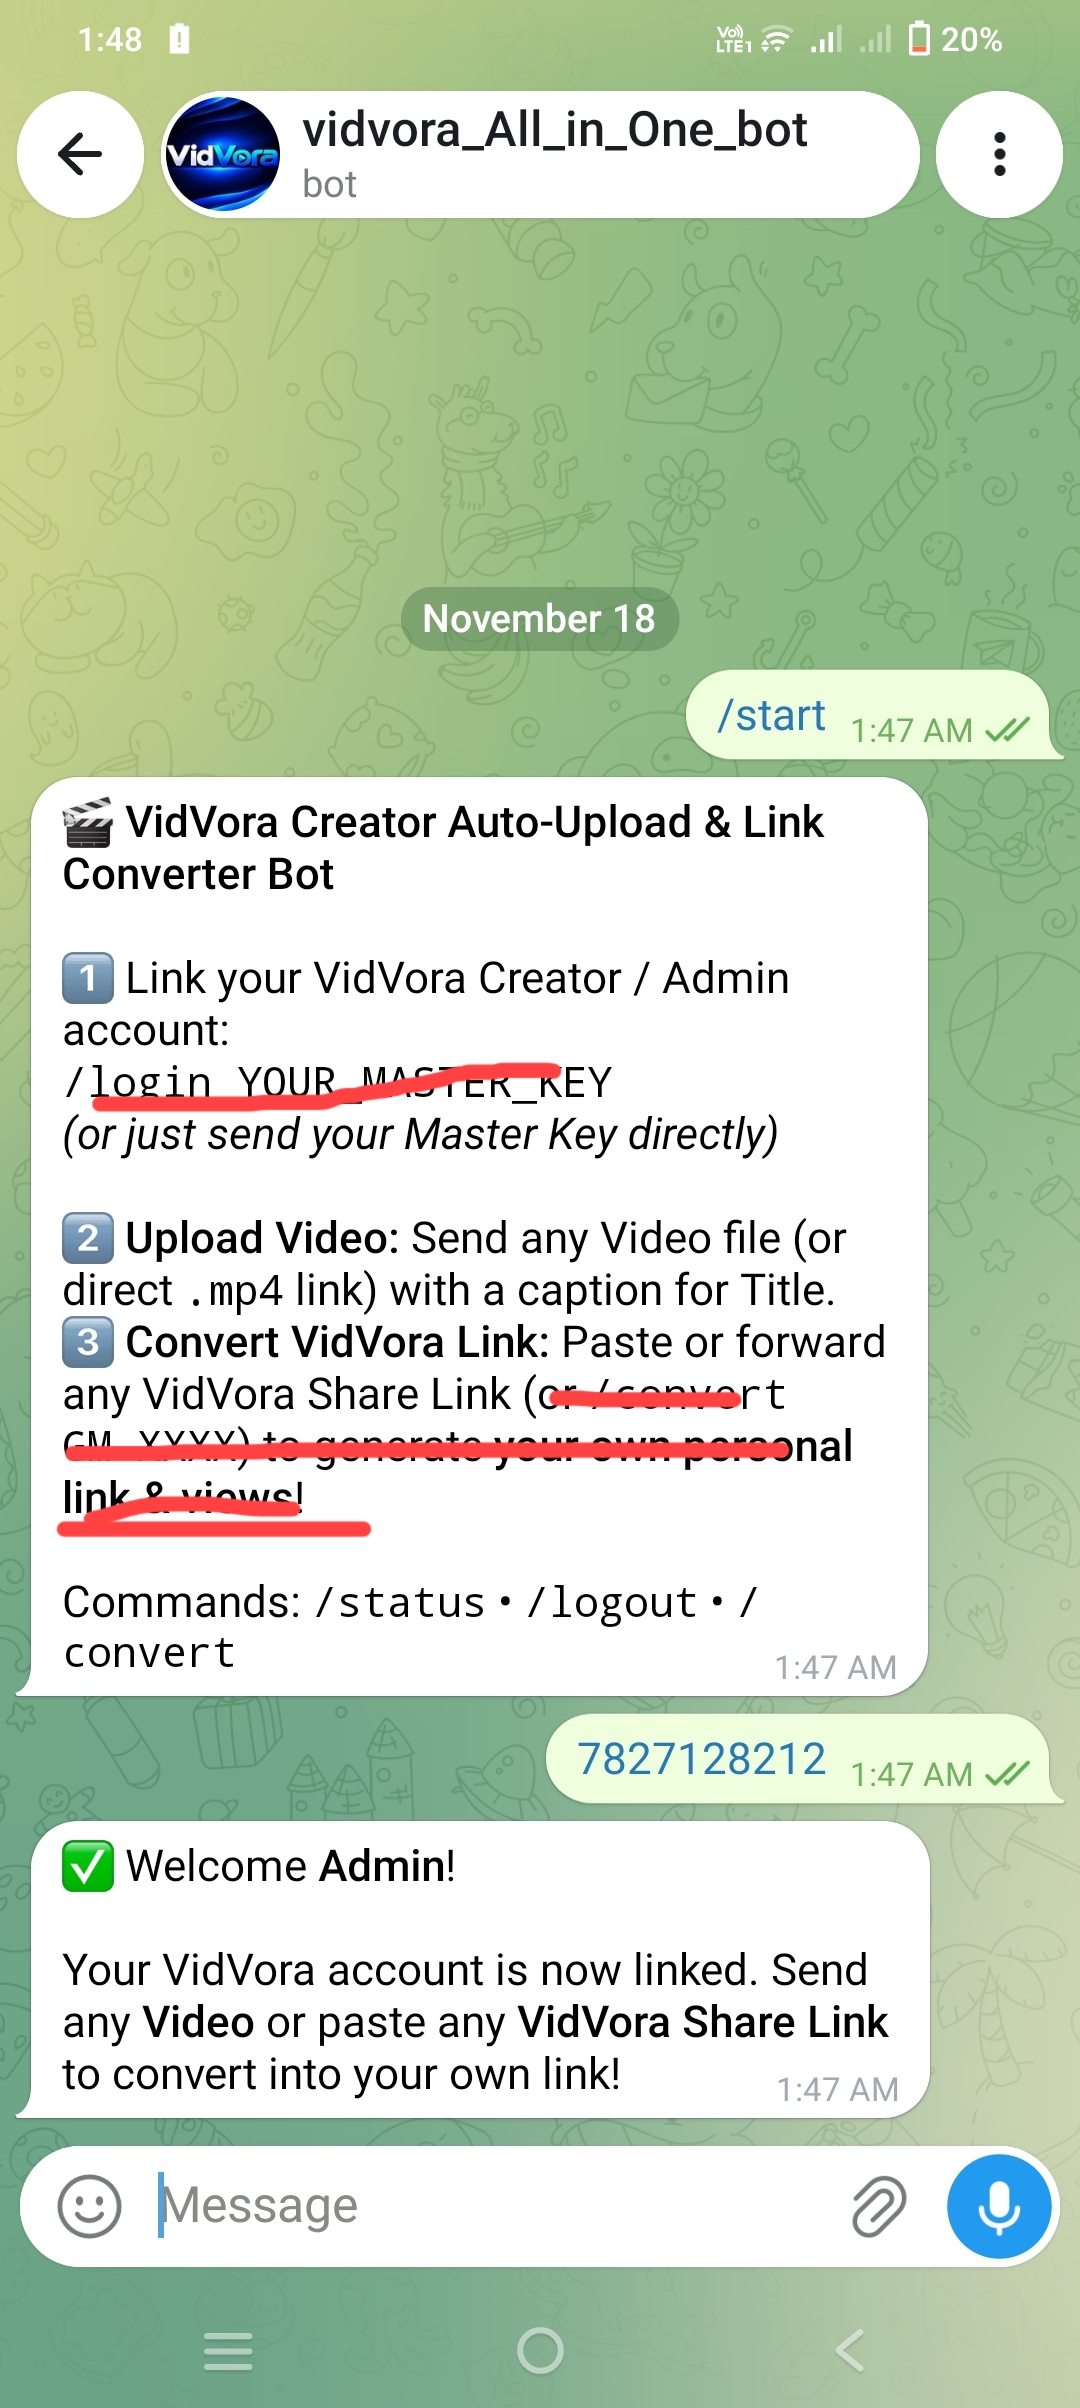 1:48
Vo)) LTE1
20%
VidVora
vidvora_All_in_One_bot
bot
November 18
/start 1:47 AM
🎬 VidVora Creator Auto-Upload & Link
Converter Bot
1 Link your VidVora Creator / Admin
account:
/login YOUR_MASTER_KEY
(or just send your Master Key directly)
2 Upload Video: Send any Video file (or
direct .mp4 link) with a caption for Title.
3 Convert VidVora Link: Paste or forward
any VidVora Share Link (or /convert
GM_XXXX) to generate your own personal
link & views!
Commands: /status • /logout • /
convert
1:47 AM
7827128212 1:47 AM
✅ Welcome Admin!
Your VidVora account is now linked. Send
any Video or paste any VidVora Share Link
to convert into your own link!
1:47 AM
Message